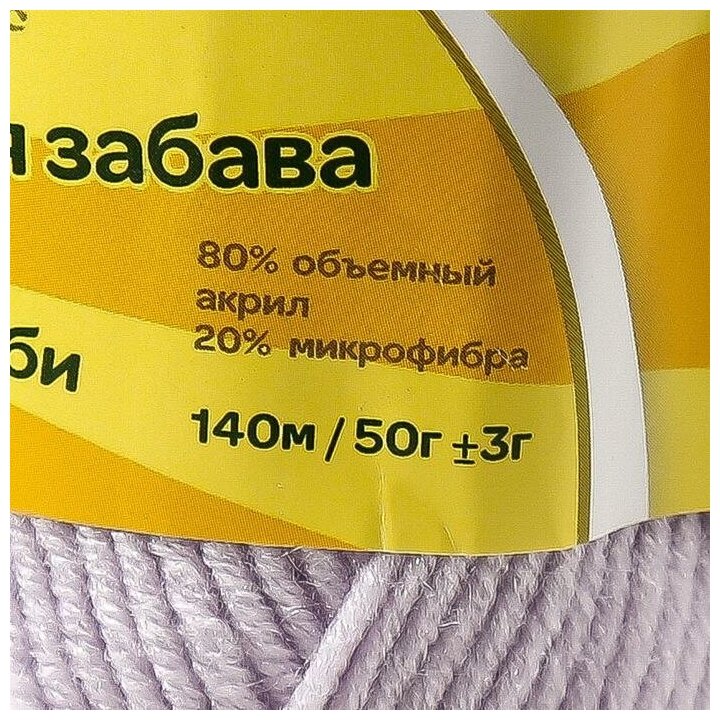 я забава
80% объемный
акрил
20% микрофибра
би
140м / 50г ±3г